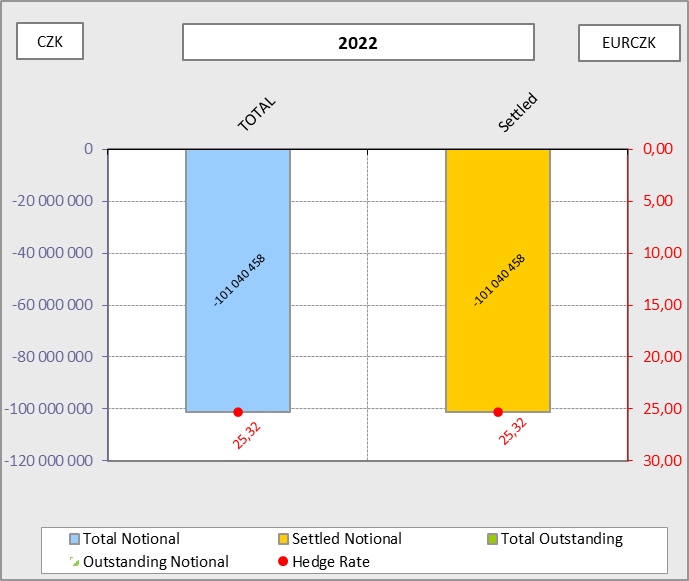 CZK
2022
EURCZK
TOTAL
Settled
0
0,00
-20 000 000
5,00
-40 000 000
10,00
-101 040 458
-101 040 458
-60 000 000
15,00
-80 000 000
20,00
-100 000 000
25,00
25,32
25,32
-120 000 000
30,00
Total Notional
Settled Notional
Total Outstanding
Outstanding Notional
Hedge Rate